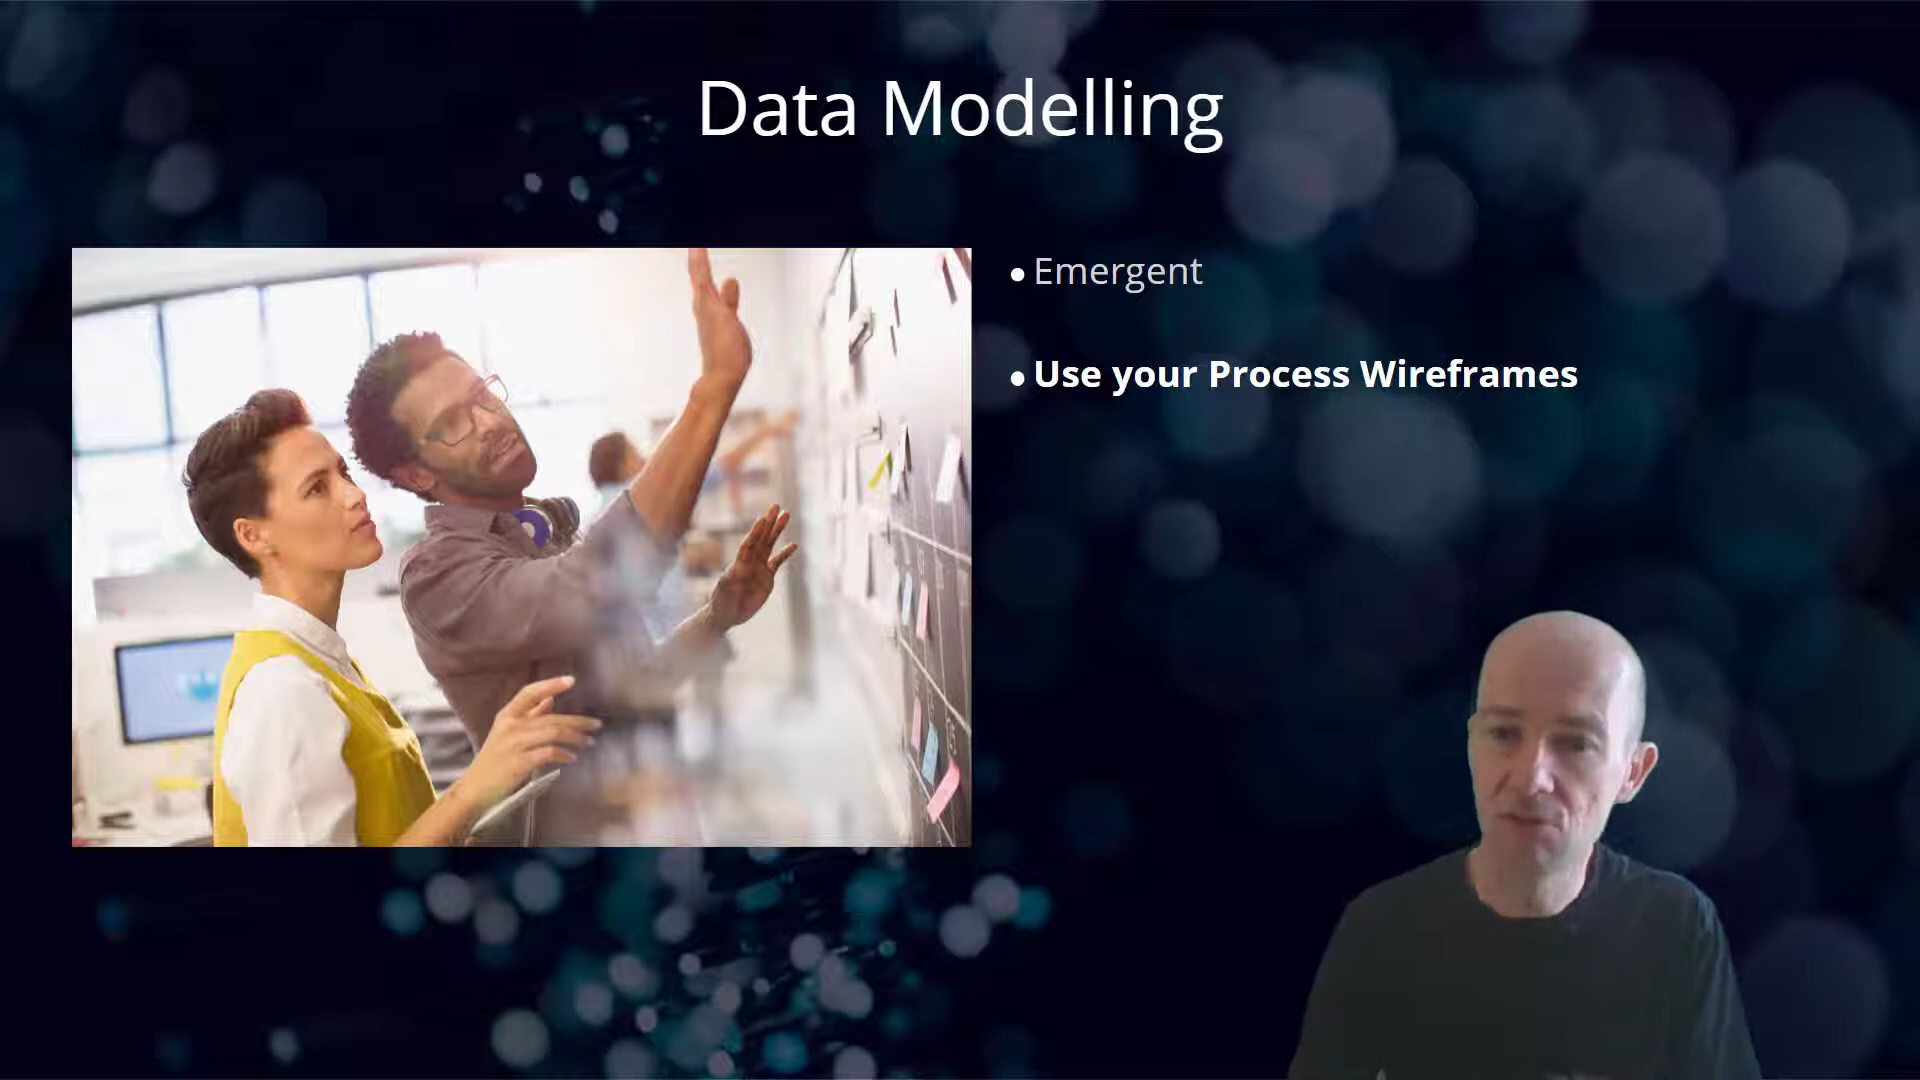 Data Modelling
• Emergent
• Use your Process Wireframes